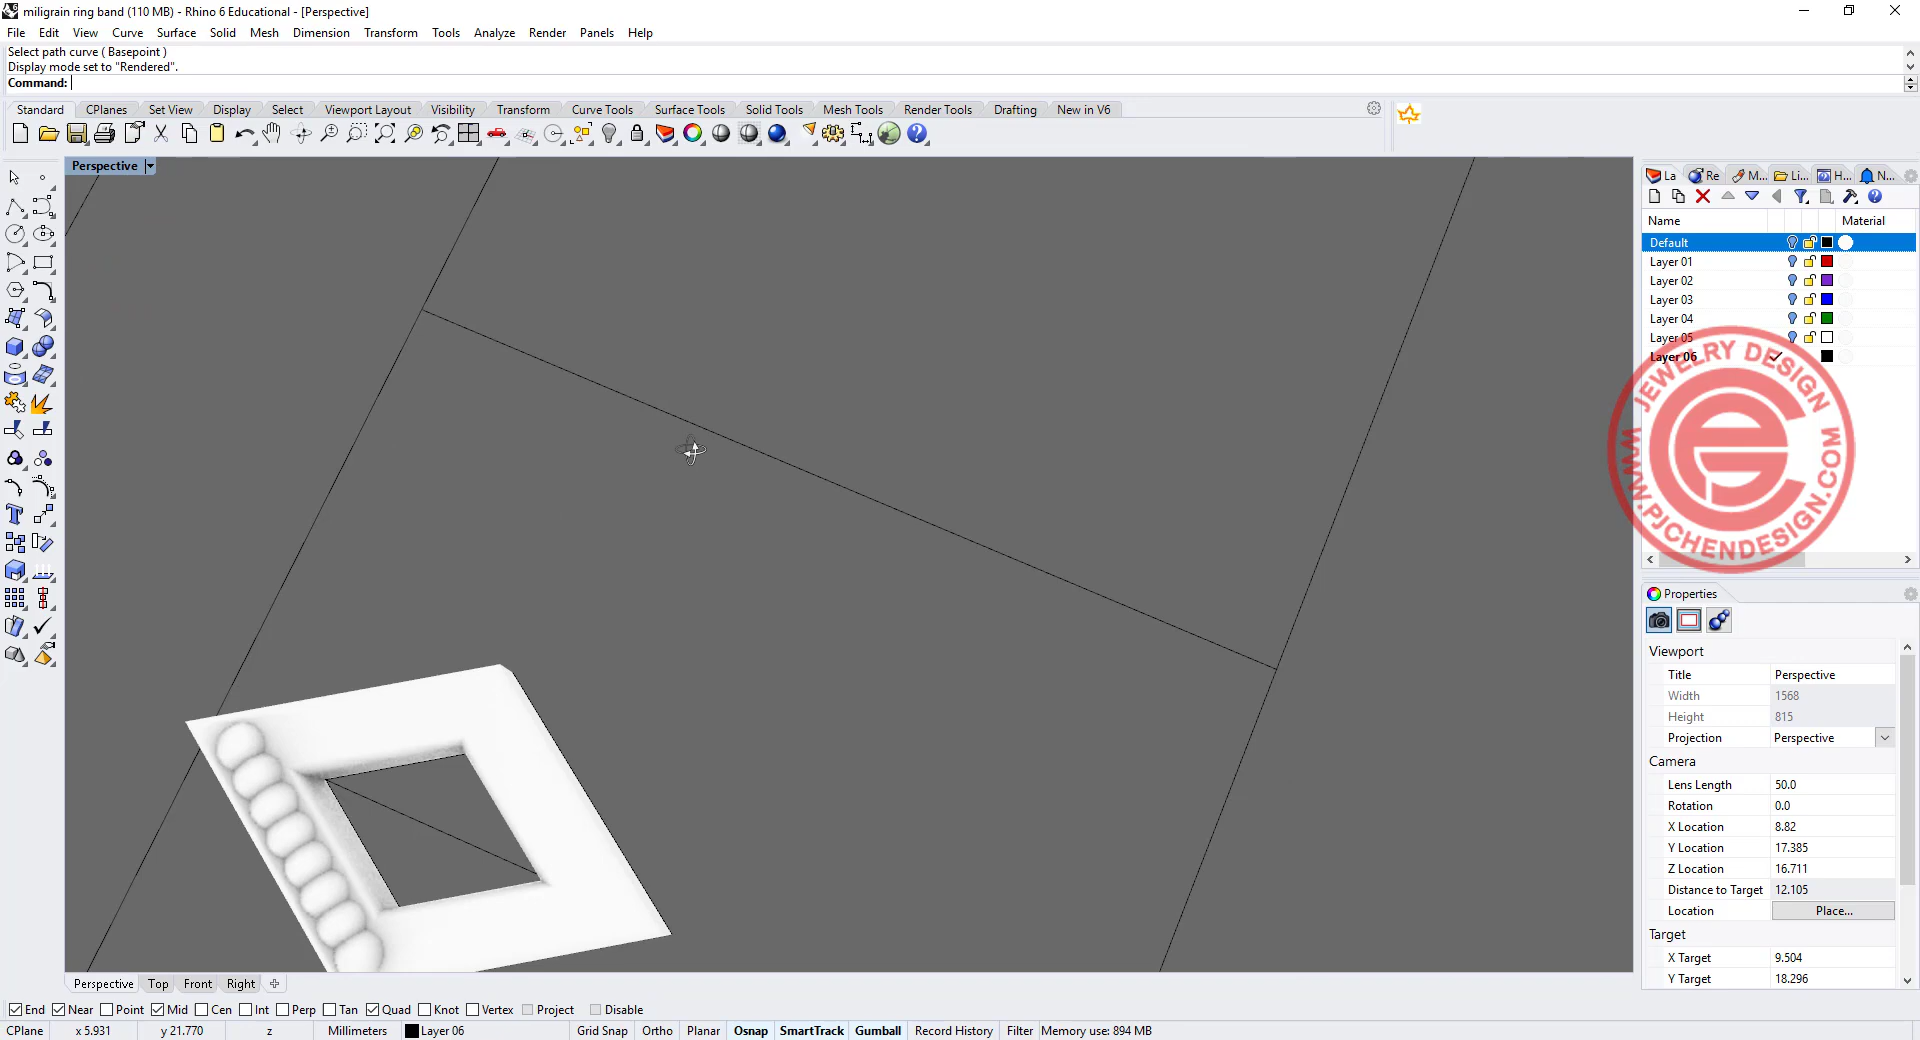 miligrain ring band (110 MB) - Rhino 6 Educational - [Perspective]
File Edit View Curve Surface Solid Mesh Dimension Transform Tools Analyze Render Panels Help
Select path curve ( Basepoint )
Display mode set to "Rendered".
Command:
Standard CPlanes Set View Display Select Viewport Layout Visibility Transform Curve Tools Surface Tools Solid Tools Mesh Tools Render Tools Drafting New in V6
Perspective
La Re M... Li... H... N...
Name Material
Default
Layer 01
Layer 02
Layer 03
Layer 04
Layer 05
Layer 06
JEWELRY DESIGN
WWW.PJCHENDESIGN.COM
Properties
Viewport
Title Perspective
Width 1568
Height 815
Projection Perspective
Camera
Lens Length 50.0
Rotation 0.0
X Location 8.82
Y Location 17.385
Z Location 16.711
Distance to Target 12.105
Location Place...
Target
X Target 9.504
Y Target 18.296
Perspective Top Front Right
End Near Point Mid Cen Int Perp Tan Quad Knot Vertex Project Disable
CPlane x 5.931 y 21.770 z Millimeters Layer 06 Grid Snap Ortho Planar Osnap SmartTrack Gumball Record History Filter Memory use: 894 MB